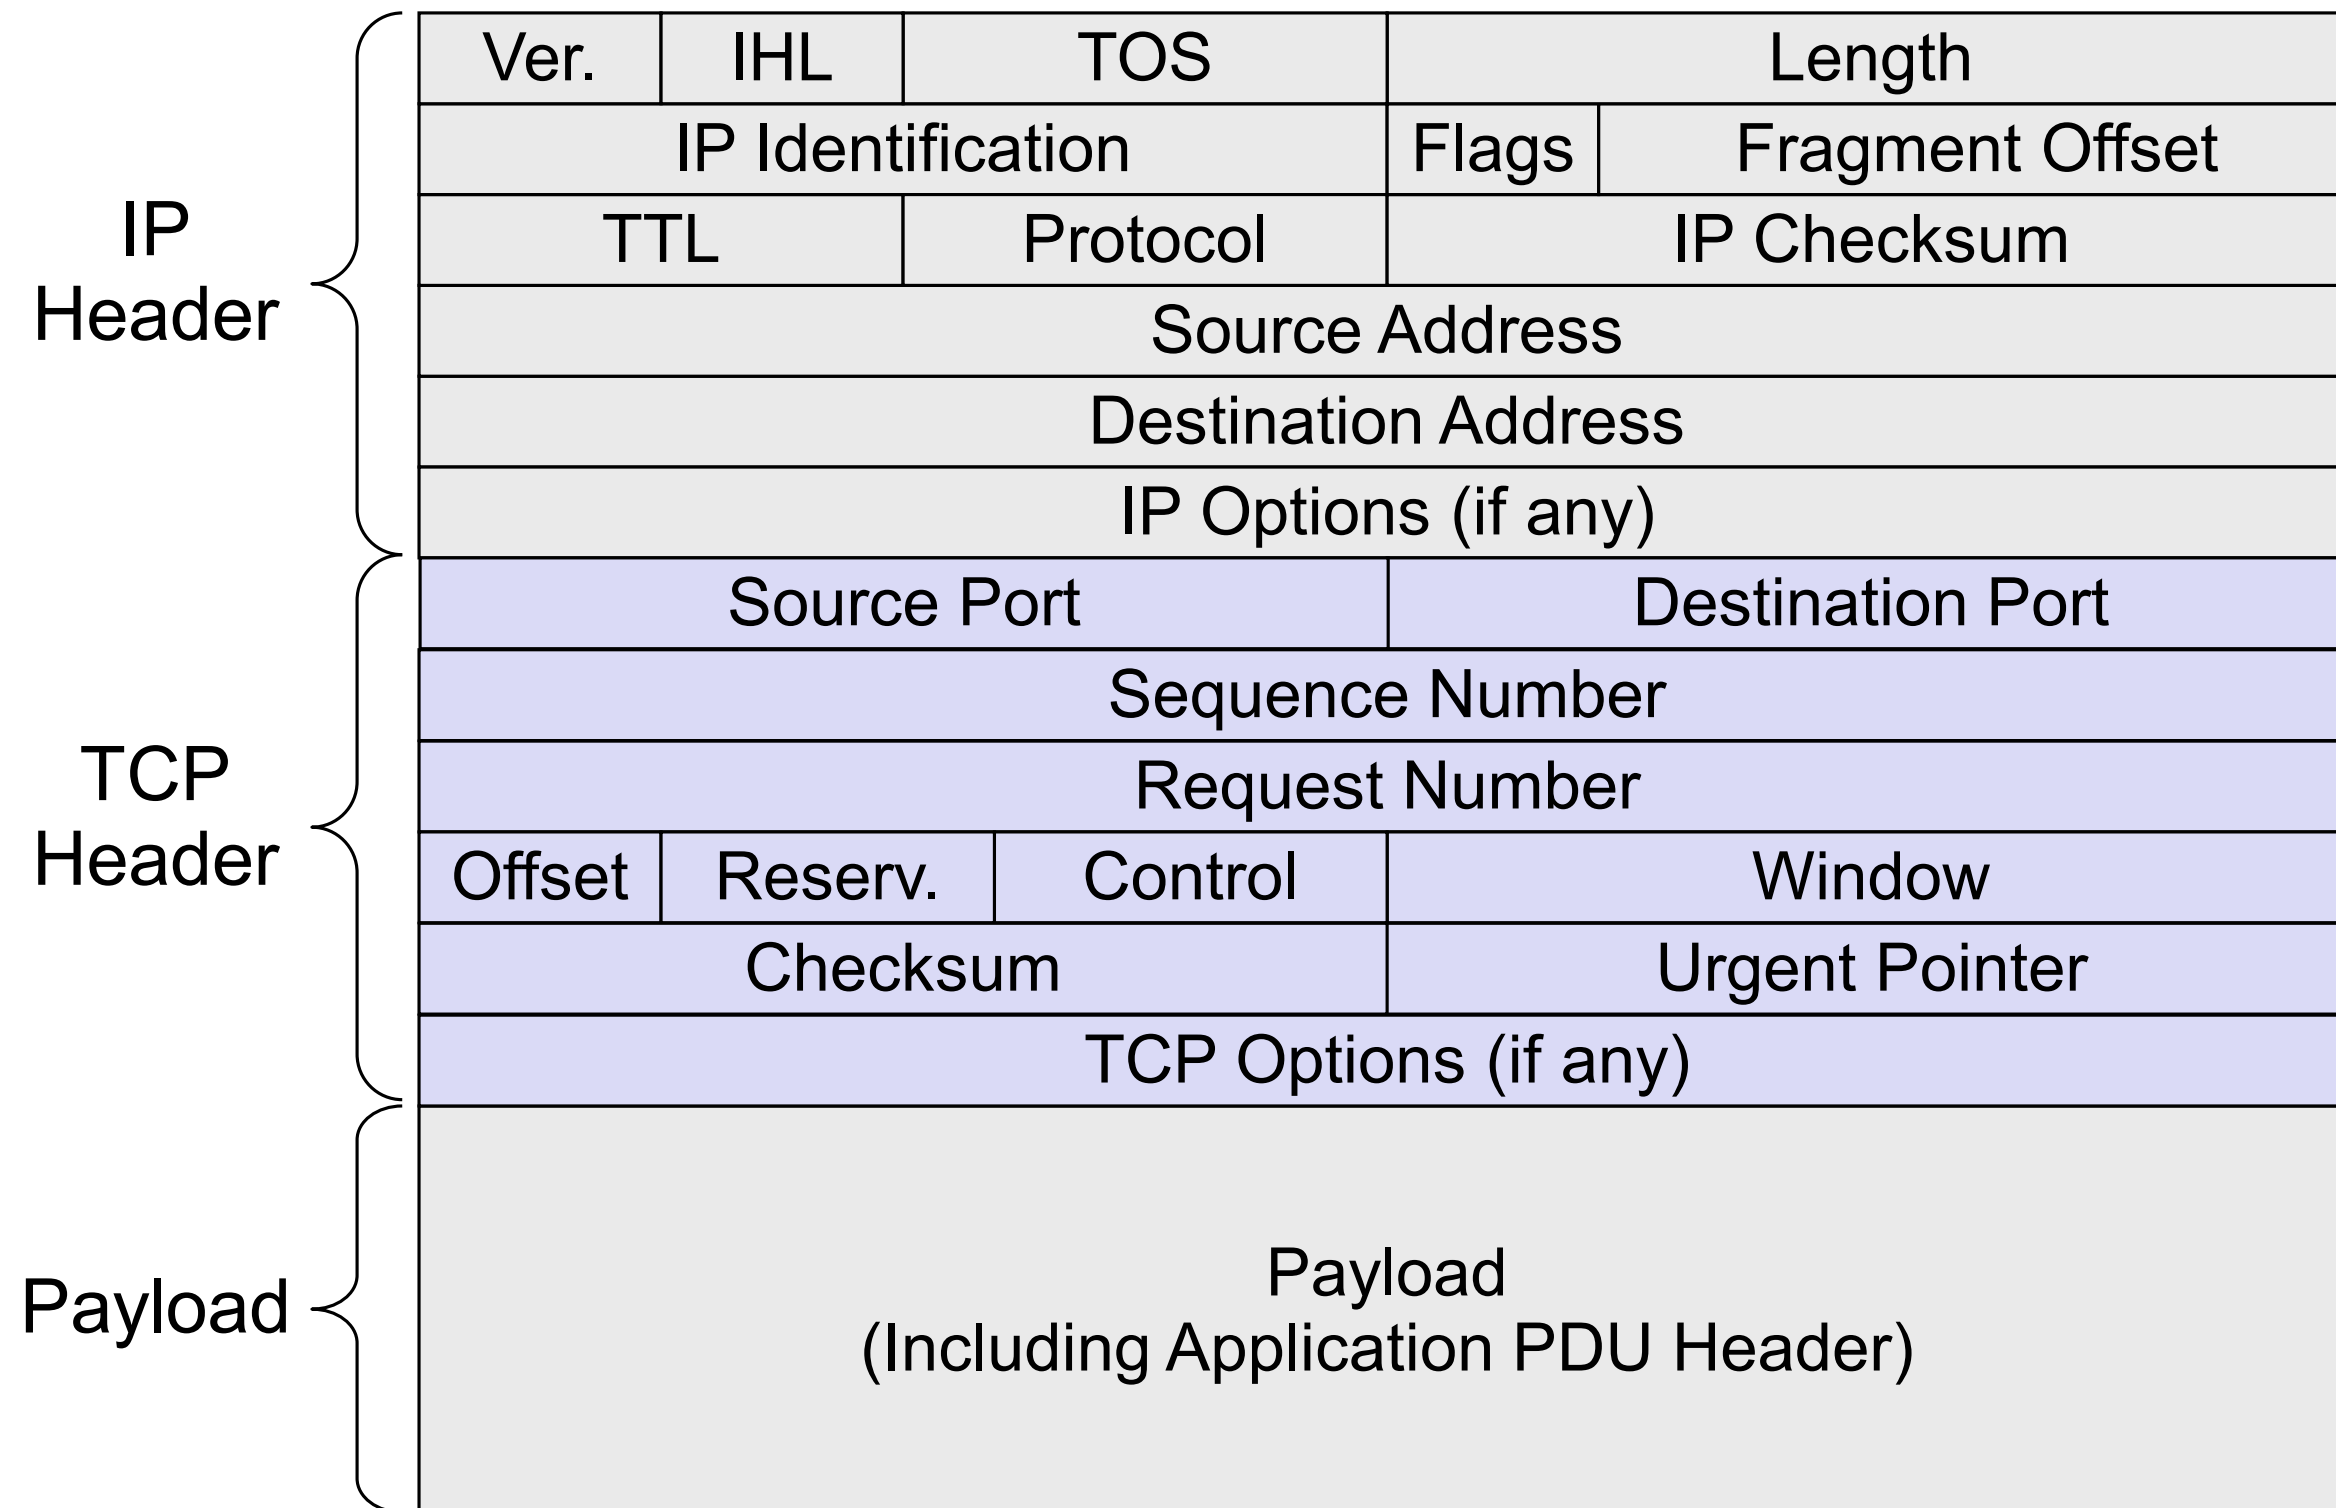 Ver. IHL TOS Length
IP Identification Flags Fragment Offset
TTL Protocol IP Checksum
IP
Header
Source Address
Destination Address
IP Options (if any)
Source Port Destination Port
Sequence Number
Request Number
TCP
Header
Offset Reserv. Control Window
Checksum Urgent Pointer
TCP Options (if any)
Payload
Payload
(Including Application PDU Header)